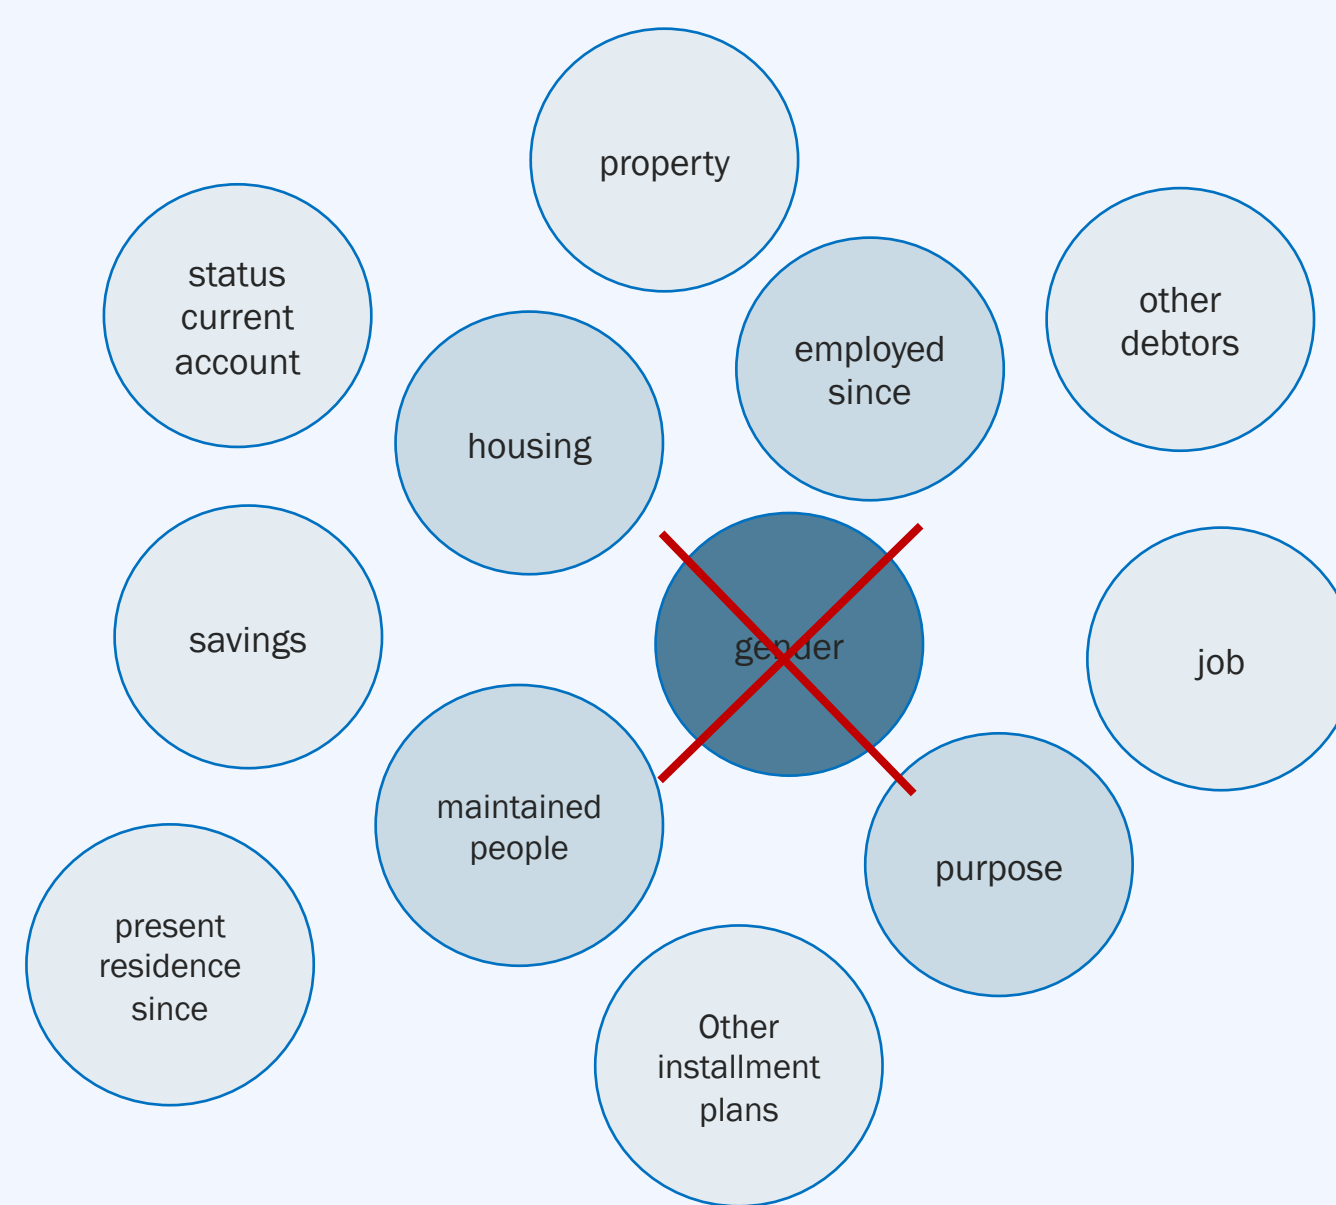 property
status
current
account
other
debtors
employed
since
housing
savings
gender
job
maintained
people
purpose
present
residence
since
Other
installment
plans